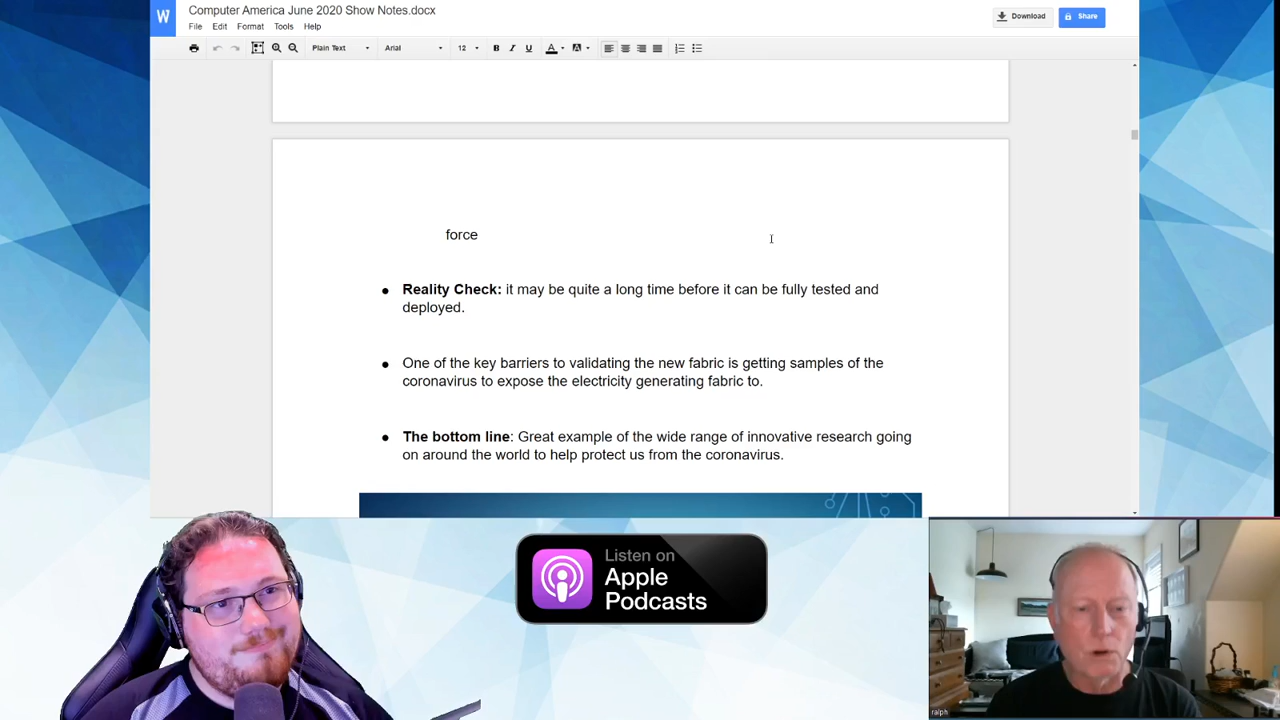 Computer America June 2020 Show Notes.docx
File Edit Format Tools Help
Download
Share
Plain Text
Arial
12
force
● Reality Check: it may be quite a long time before it can be fully tested and
deployed.
● One of the key barriers to validating the new fabric is getting samples of the
coronavirus to expose the electricity generating fabric to.
● The bottom line: Great example of the wide range of innovative research going
on around the world to help protect us from the coronavirus.
Listen on
Apple
Podcasts
ralph